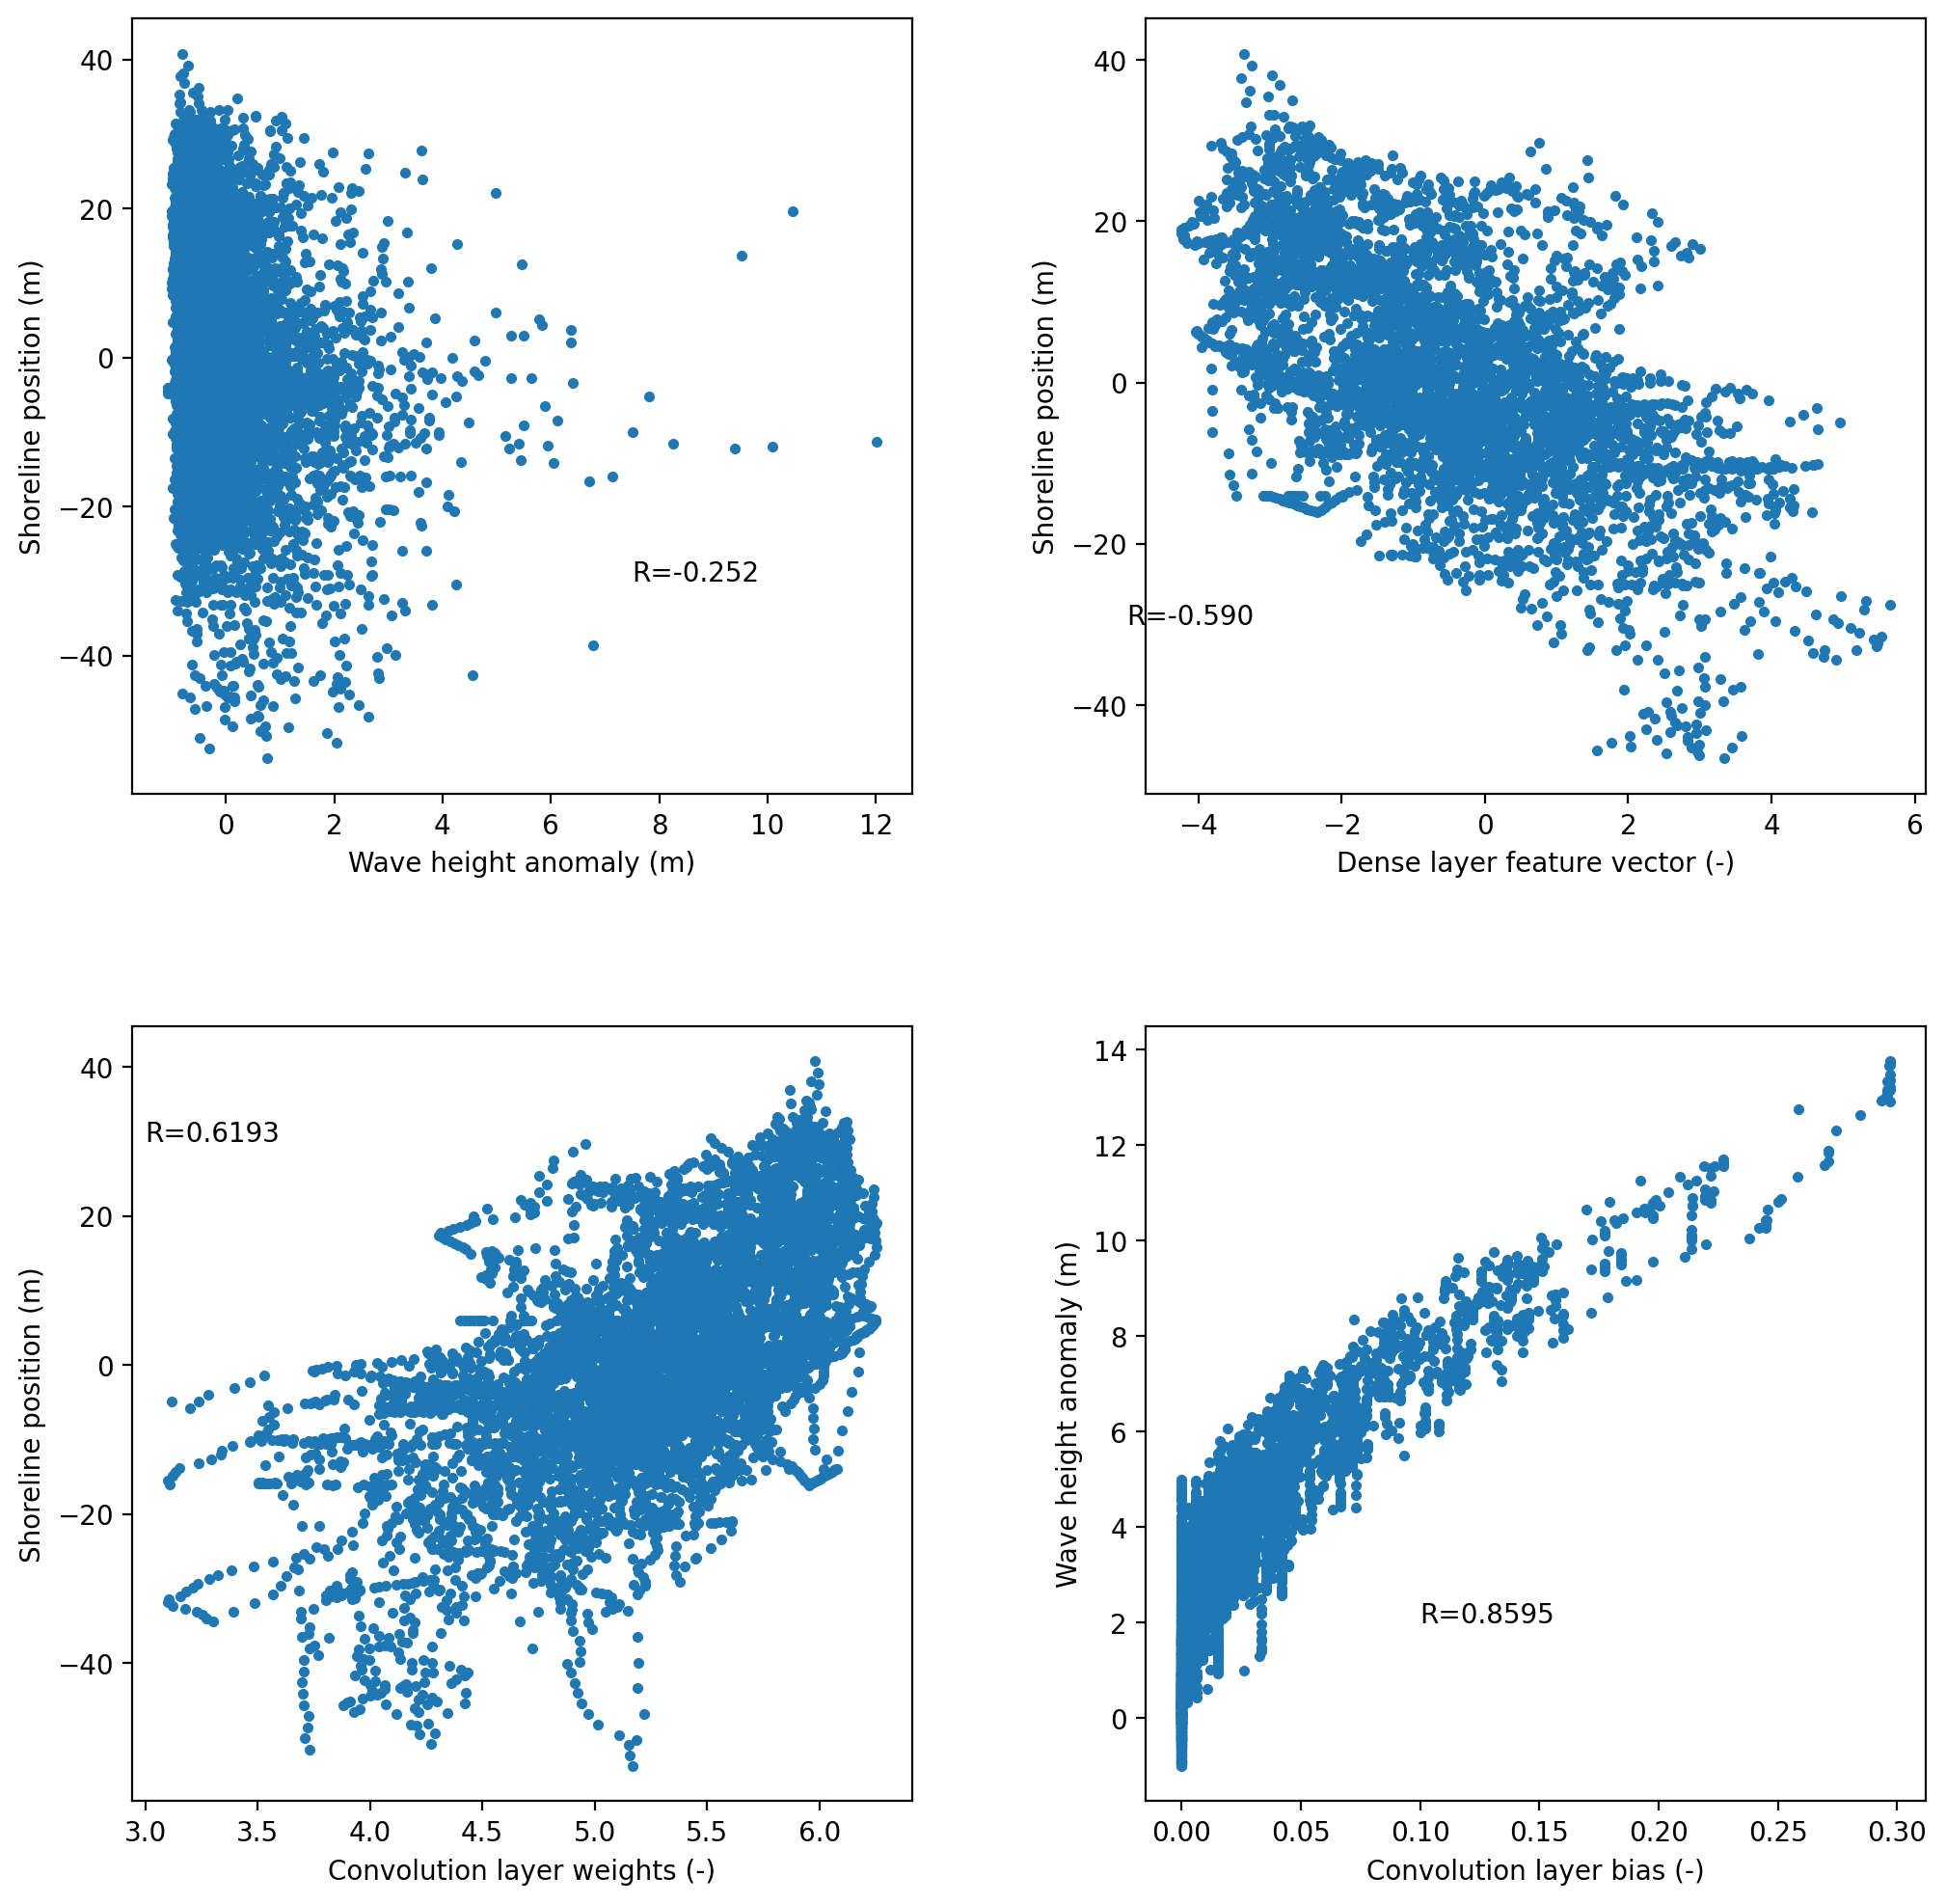 40
20
0
−20
−40
Shoreline position (m)
R=-0.252
0 2 4 6 8 10 12
Wave height anomaly (m)
40
20
0
−20
−40
Shoreline position (m)
R=-0.590
−4 −2 0 2 4 6
Dense layer feature vector (-)
40
20
0
−20
−40
Shoreline position (m)
R=0.6193
3.0 3.5 4.0 4.5 5.0 5.5 6.0
Convolution layer weights (-)
14
12
10
8
6
4
2
0
Wave height anomaly (m)
R=0.8595
0.00 0.05 0.10 0.15 0.20 0.25 0.30
Convolution layer bias (-)